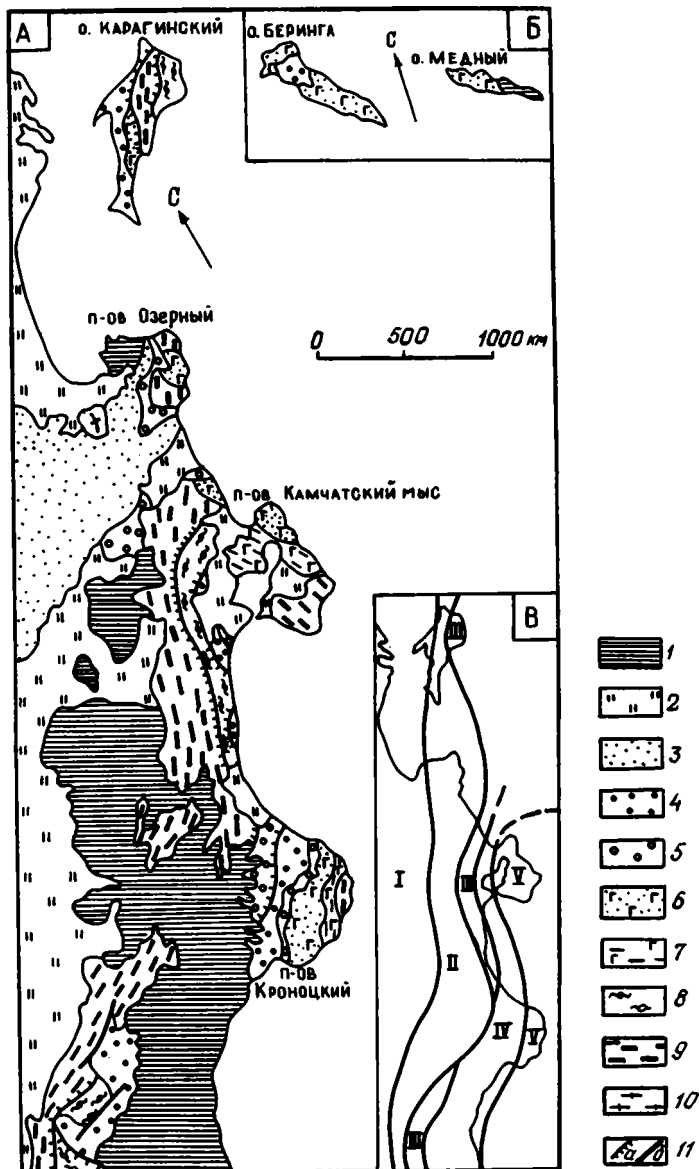 А
о. КАРАГИНСКИЙ
о. БЕРИНГА
С
Б
о. МЕДНЫЙ
С
п-ов Озерный
0 500 1000 км
п-ов Камчатский мыс
п-ов
Кроноцкий
В
III
I
III
V
II
IV
V
III
1
2
3
4
5
6
7
8
9
10
11